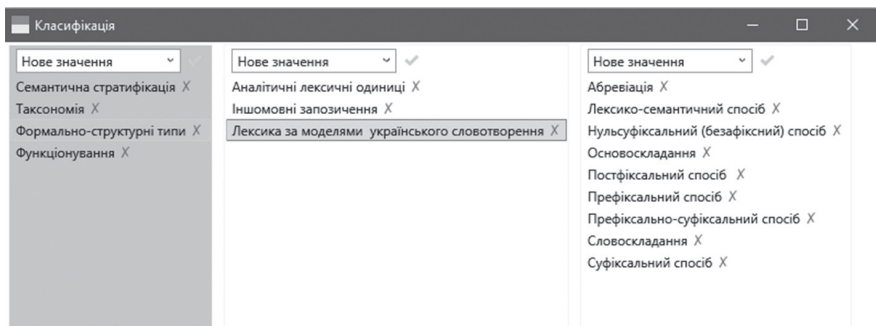 Класифікація
Нове значення
Семантична стратифікація X
Таксономія X
Формально-структурні типи X
Функціонування X
Нове значення
Аналітичні лексичні одиниці X
Іншомовні запозичення X
Лексика за моделями українського словотворення X
Нове значення
Абревіація X
Лексико-семантичний спосіб X
Нульсуфіксальний (безафіксний) спосіб X
Основоскладання X
Постфіксальний спосіб X
Префіксальний спосіб X
Префіксально-суфіксальний спосіб X
Словоскладання X
Суфіксальний спосіб X